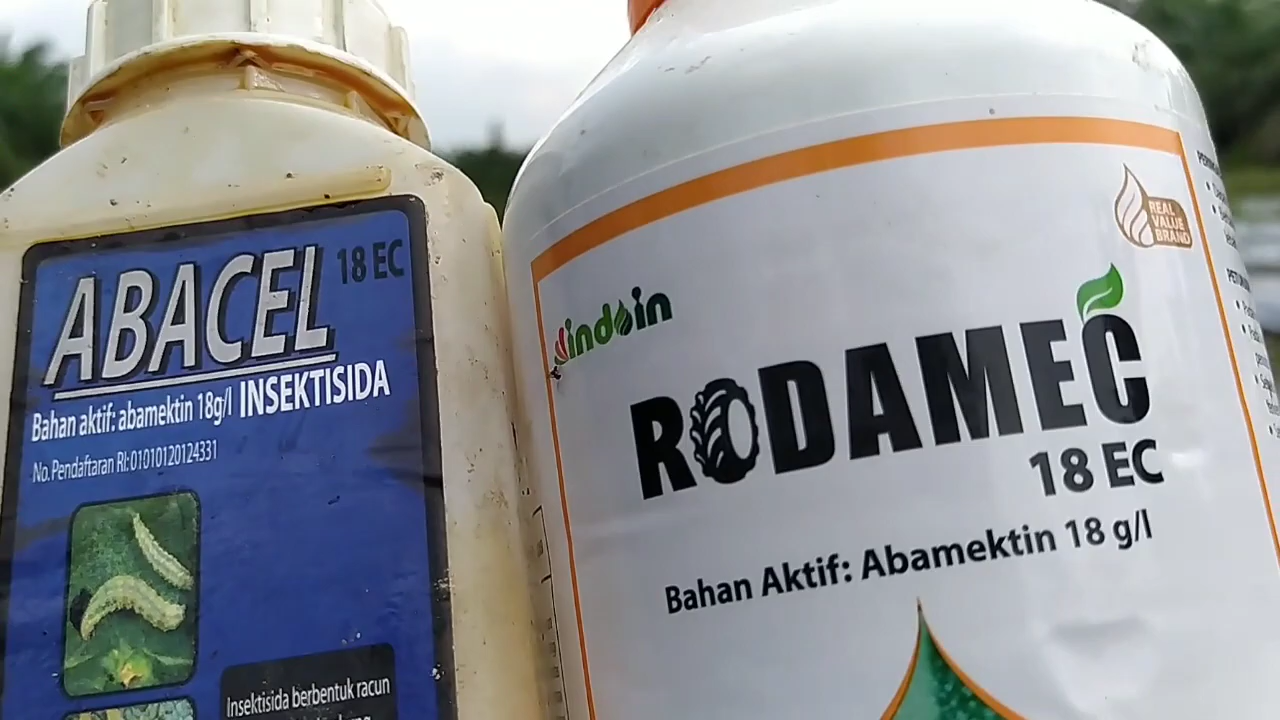 ABACEL 18 EC
Bahan aktif: abamektin 18g/l INSEKTISIDA
No. Pendaftaran RI: 01010120124331
Insektisida berbentuk racun
indoin
REAL
VALUE
BRAND
RODAMEC
18 EC
Bahan Aktif: Abamektin 18 g/l